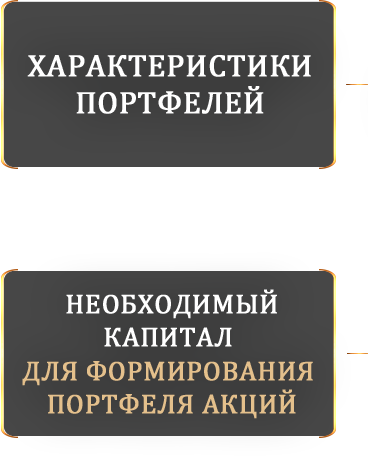 ХАРАКТЕРИСТИКИ
ПОРТФЕЛЕЙ
НЕОБХОДИМЫЙ
КАПИТАЛ
ДЛЯ ФОРМИРОВАНИЯ
ПОРТФЕЛЯ АКЦИЙ